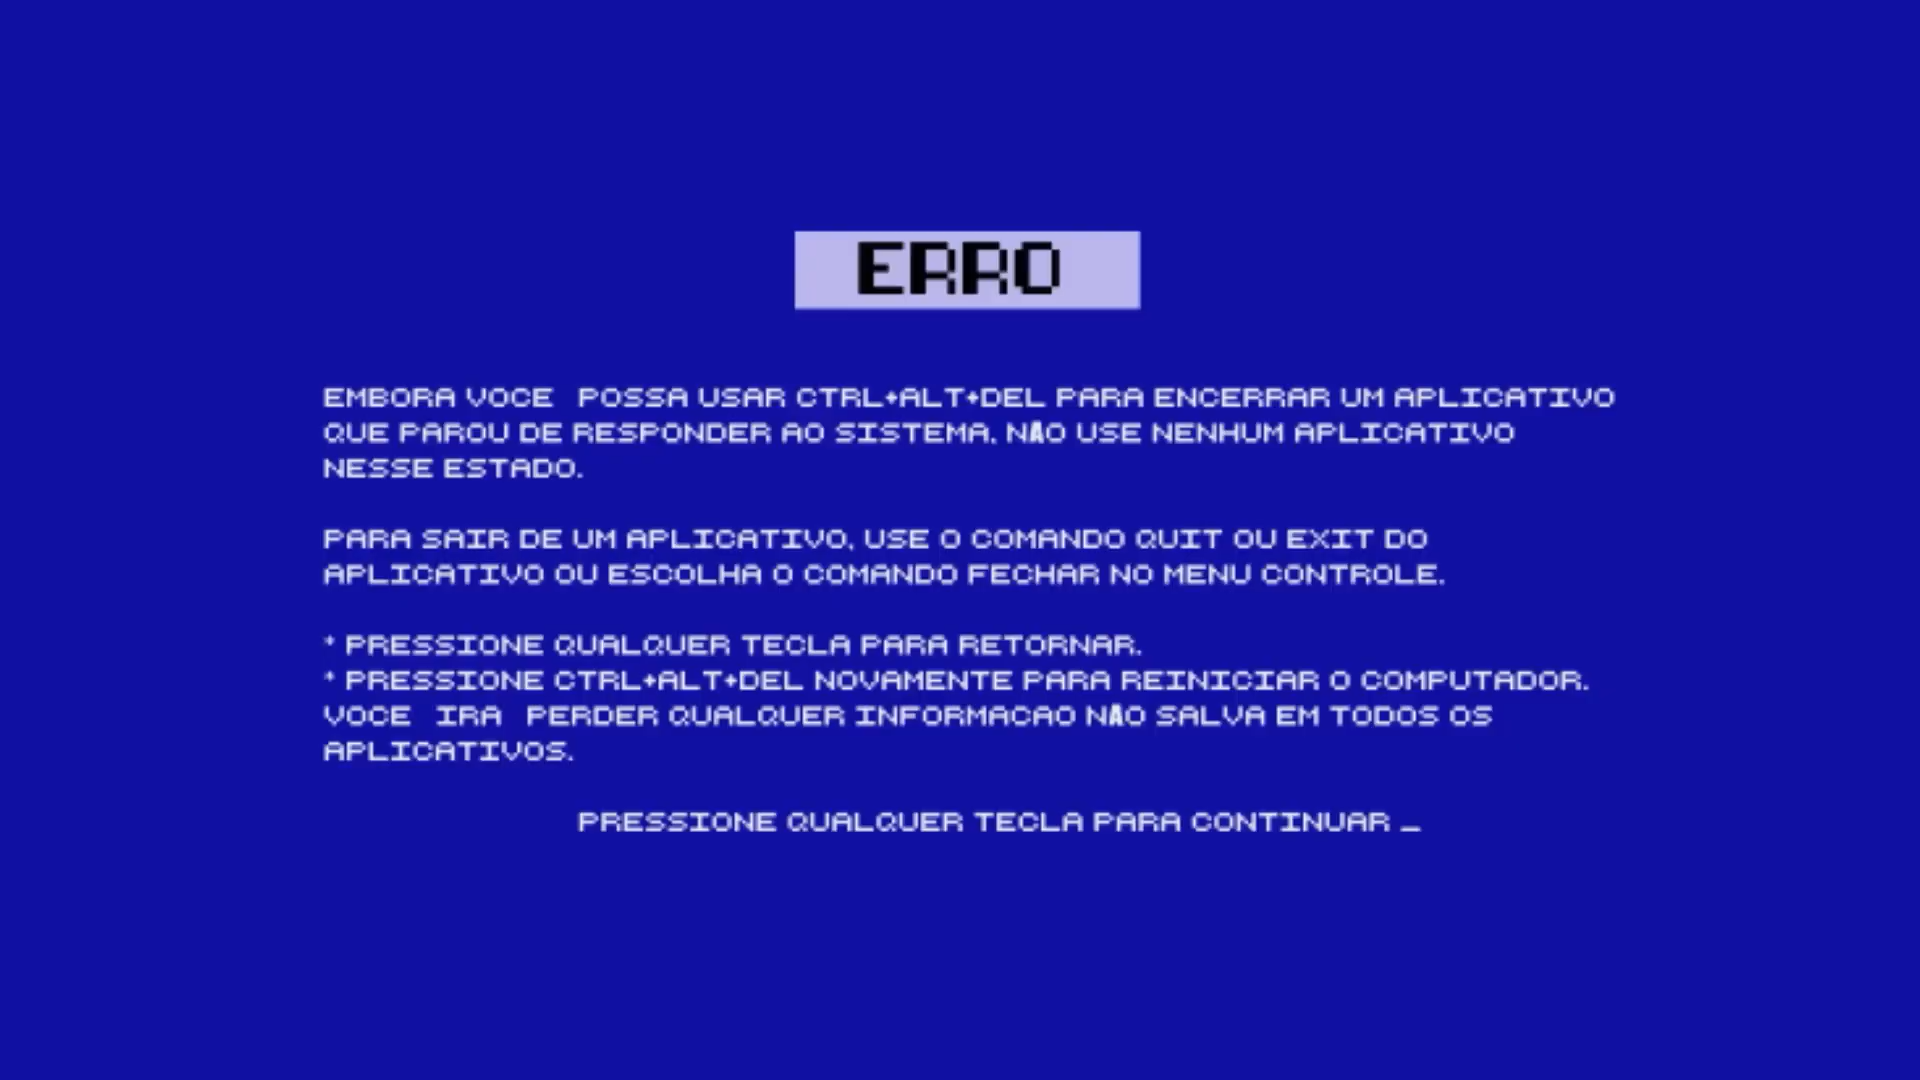 ERRO
EMBORA VOCE POSSA USAR CTRL+ALT+DEL PARA ENCERRAR UM APLICATIVO
QUE PAROU DE RESPONDER AO SISTEMA, NÃO USE NENHUM APLICATIVO
NESSE ESTADO.
PARA SAIR DE UM APLICATIVO, USE O COMANDO QUIT OU EXIT DO
APLICATIVO OU ESCOLHA O COMANDO FECHAR NO MENU CONTROLE.
* PRESSIONE QUALQUER TECLA PARA RETORNAR.
* PRESSIONE CTRL+ALT+DEL NOVAMENTE PARA REINICIAR O COMPUTADOR.
VOCE IRA PERDER QUALQUER INFORMACAO NÃO SALVA EM TODOS OS
APLICATIVOS.
PRESSIONE QUALQUER TECLA PARA CONTINUAR _